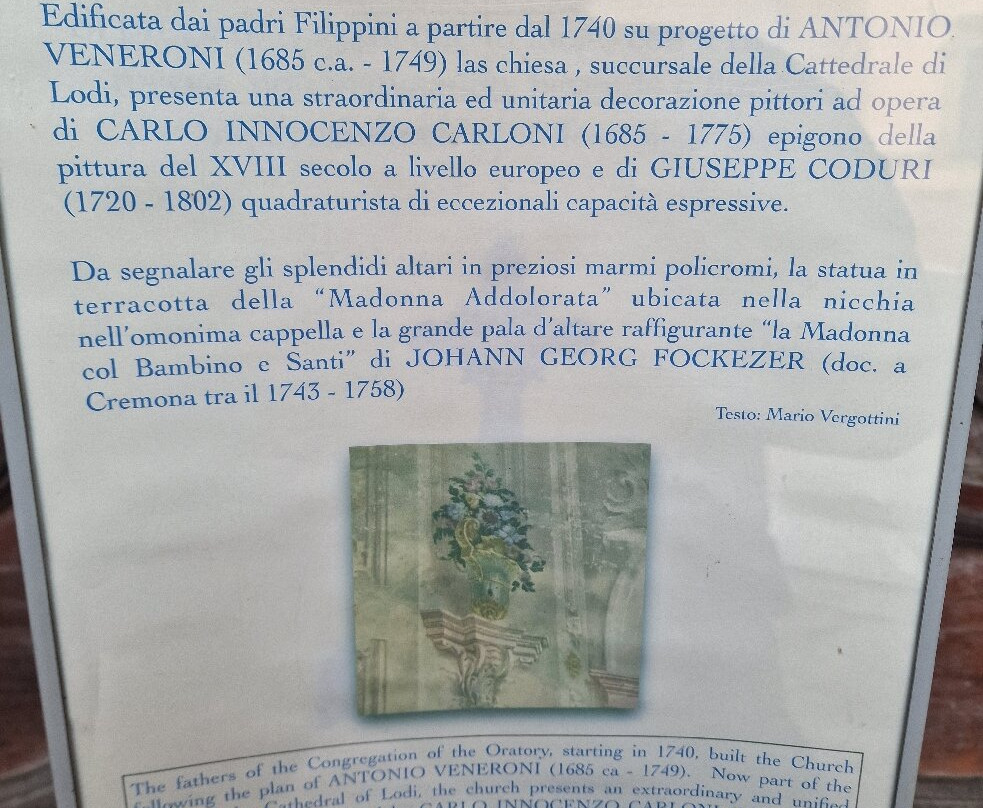 Edificata dai padri Filippini a partire dal 1740 su progetto di ANTONIO
VENERONI (1685 c.a. - 1749) las chiesa , succursale della Cattedrale di
Lodi, presenta una straordinaria ed unitaria decorazione pittori ad opera
di CARLO INNOCENZO CARLONI (1685 - 1775) epigono della
pittura del XVIII secolo a livello europeo e di GIUSEPPE CODURI
(1720 - 1802) quadraturista di eccezionali capacità espressive.
Da segnalare gli splendidi altari in preziosi marmi policromi, la statua in
terracotta della “Madonna Addolorata” ubicata nella nicchia
nell'omonima cappella e la grande pala d'altare raffigurante “la Madonna
col Bambino e Santi” di JOHANN GEORG FOCKEZER (doc. a
Cremona tra il 1743 - 1758)
Testo: Mario Vergottini
The fathers of the Congregation of the Oratory, starting in 1740, built the Church
following the plan of ANTONIO VENERONI (1685 ca - 1749). Now part of the
Cathedral of Lodi, the church presents an extraordinary and unified
CARLO INNOCENZO CARLONI